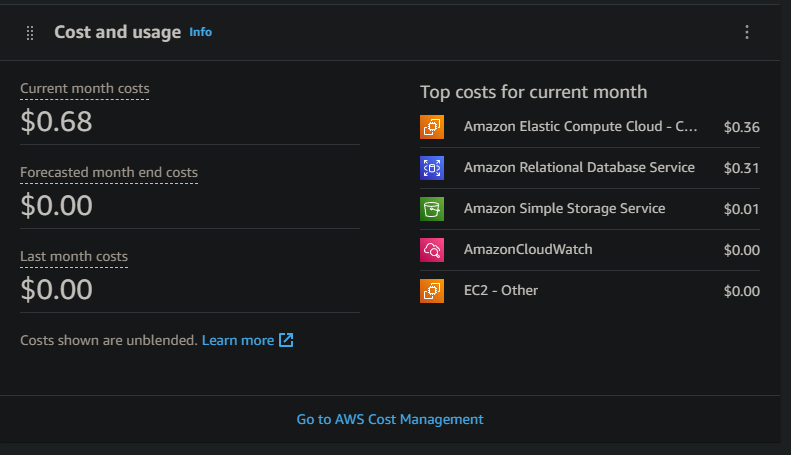 Cost and usage Info
Current month costs
$0.68
Forecasted month end costs
$0.00
Last month costs
$0.00
Costs shown are unblended. Learn more
Top costs for current month
Amazon Elastic Compute Cloud - C... $0.36
Amazon Relational Database Service $0.31
Amazon Simple Storage Service $0.01
AmazonCloudWatch $0.00
EC2 - Other $0.00
Go to AWS Cost Management